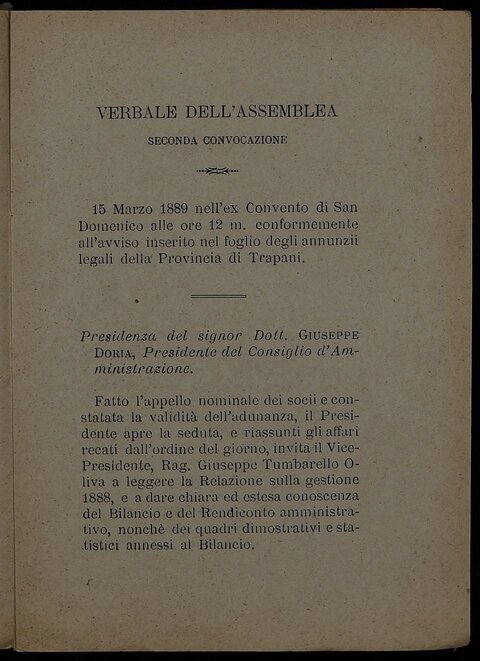 VERBALE DELL'ASSEMBLEA
SECONDA CONVOCAZIONE
15 Marzo 1889 nell'ex Convento di San
Domenico alle ore 12 m. conformemente
all'avviso inserito nel foglio degli annunzii
legali della Provincia di Trapani.
Presidenza del signor Dott. GIUSEPPE
DORIA, Presidente del Consiglio d'Am-
ministrazione.
Fatto l'appello nominale dei socii e con-
statata la validità dell'adunanza, il Presi-
dente apre la seduta, e riassunti gli affari
recati dall'ordine del giorno, invita il Vice-
Presidente, Rag. Giuseppe Tumbarello O-
liva a leggere la Relazione sulla gestione
1888, e a dare chiara ed estesa conoscenza
del Bilancio e del Rendiconto amministra-
tivo, nonchè dei quadri dimostrativi e sta-
tistici annessi al Bilancio.